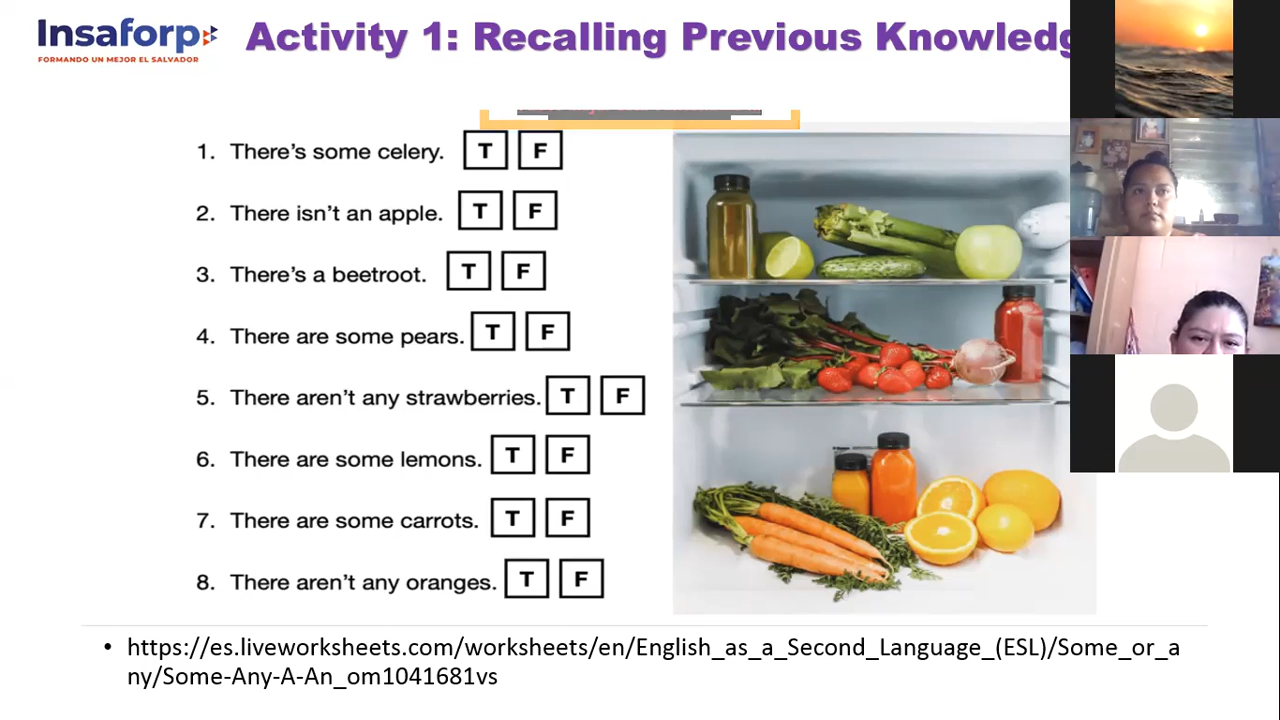 Insaforp
FORMANDO UN MEJOR EL SALVADOR
Activity 1: Recalling Previous Knowledg
1. There's some celery. T F
2. There isn't an apple. T F
3. There's a beetroot. T F
4. There are some pears. T F
5. There aren't any strawberries. T F
6. There are some lemons. T F
7. There are some carrots. T F
8. There aren't any oranges. T F
• https://es.liveworksheets.com/worksheets/en/English_as_a_Second_Language_(ESL)/Some_or_a
ny/Some-Any-A-An_om1041681vs